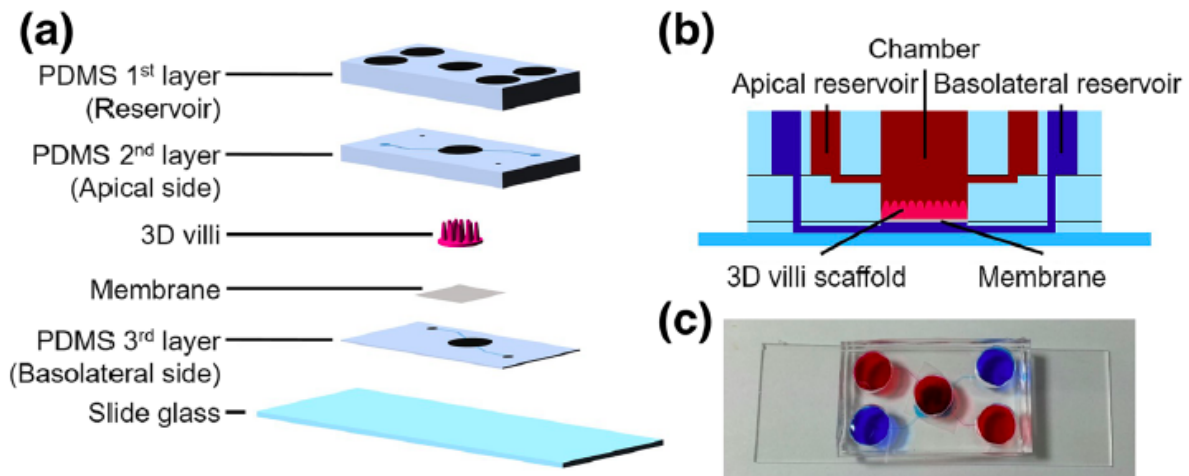 (a)
PDMS 1st layer
(Reservoir)
PDMS 2nd layer
(Apical side)
3D villi
Membrane
PDMS 3rd layer
(Basolateral side)
Slide glass
(b)
Chamber
Apical reservoir Basolateral reservoir
3D villi scaffold Membrane
(c)